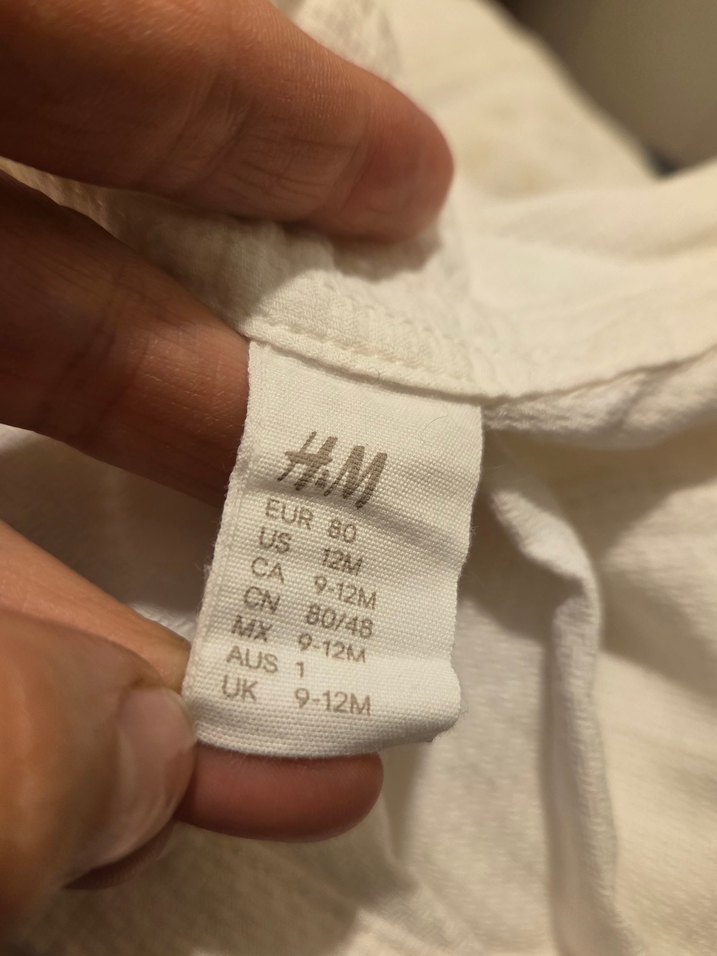 H&M
EUR 80
US 12M
CA 9-12M
CN 80/48
MX 9-12M
AUS 1
UK 9-12M